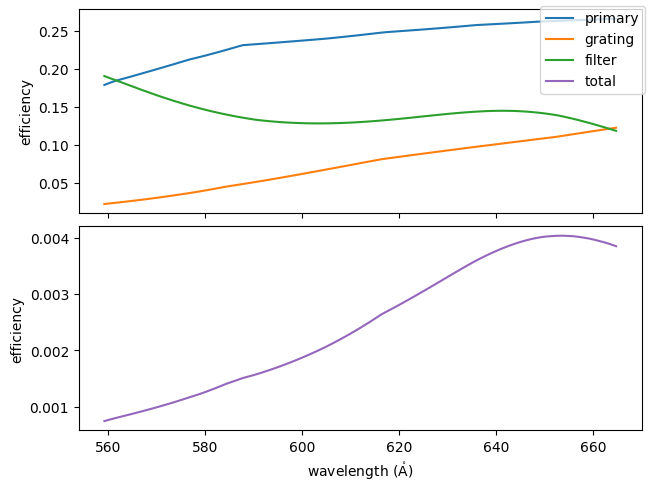 primary
grating
filter
total
efficiency
0.25
0.20
0.15
0.10
0.05
efficiency
0.004
0.003
0.002
0.001
560
580
600
620
640
660
wavelength (Å)